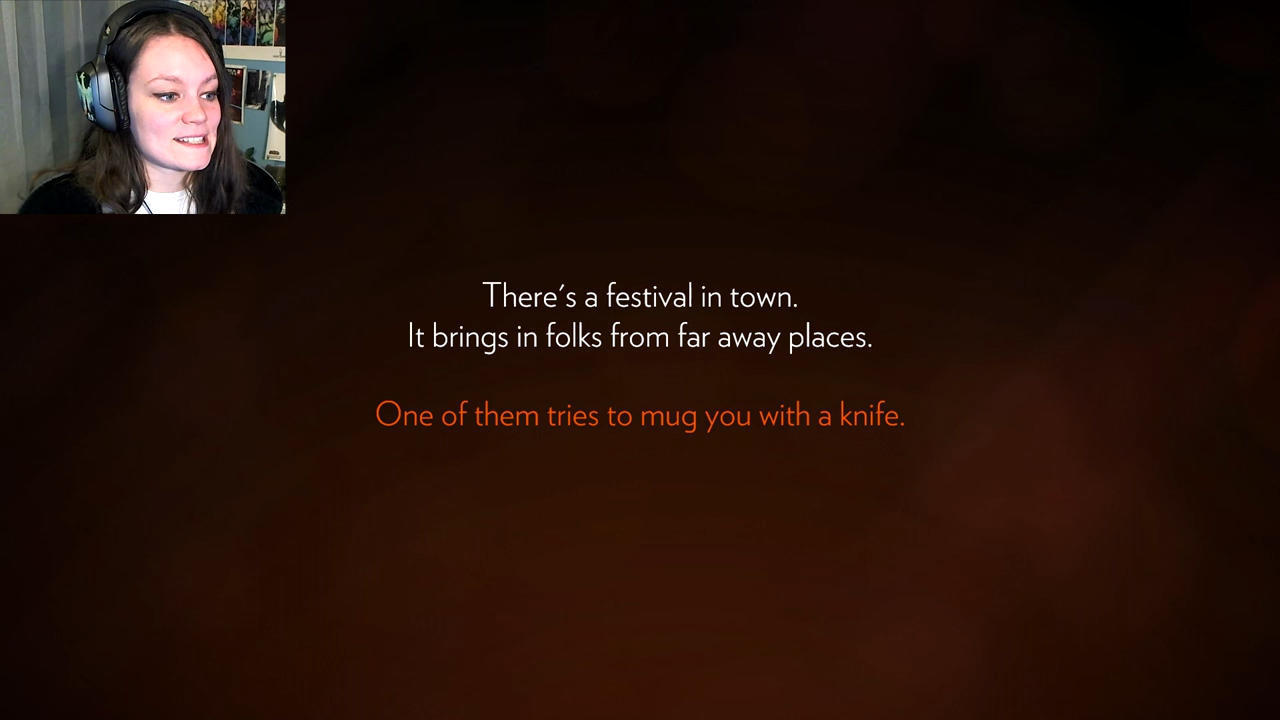 There's a festival in town.
It brings in folks from far away places.
One of them tries to mug you with a knife.